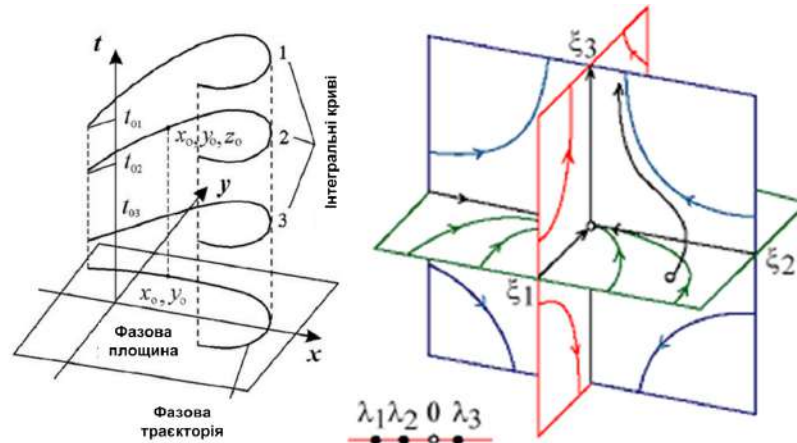 t
1
t₀₁
x₀, y₀, z₀
2
t₀₂
y
t₀₃
3
Інтегральні криві
x₀, y₀
Фазова
площина
x
Фазова
траєкторія
ξ₃
ξ₂
ξ₁
λ₁ λ₂ 0 λ₃